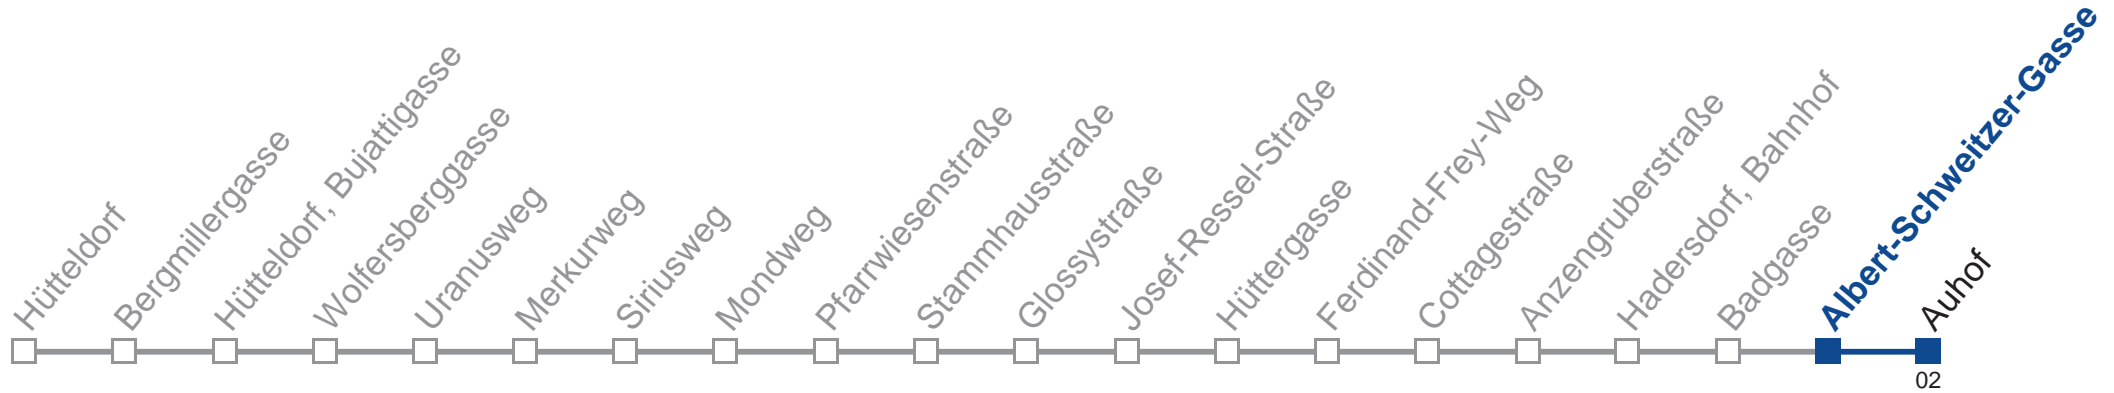 Hütteldorf
Bergmillergasse
Hütteldorf, Bujattigasse
Wolfersberggasse
Uranusweg
Merkurweg
Siriusweg
Mondweg
Pfarrwiesenstraße
Stammhausstraße
Glossystraße
Josef-Ressel-Straße
Hüttergasse
Ferdinand-Frey-Weg
Cottagestraße
Anzengruberstraße
Hadersdorf, Bahnhof
Badgasse
Albert-Schweitzer-Gasse
Auhof
02